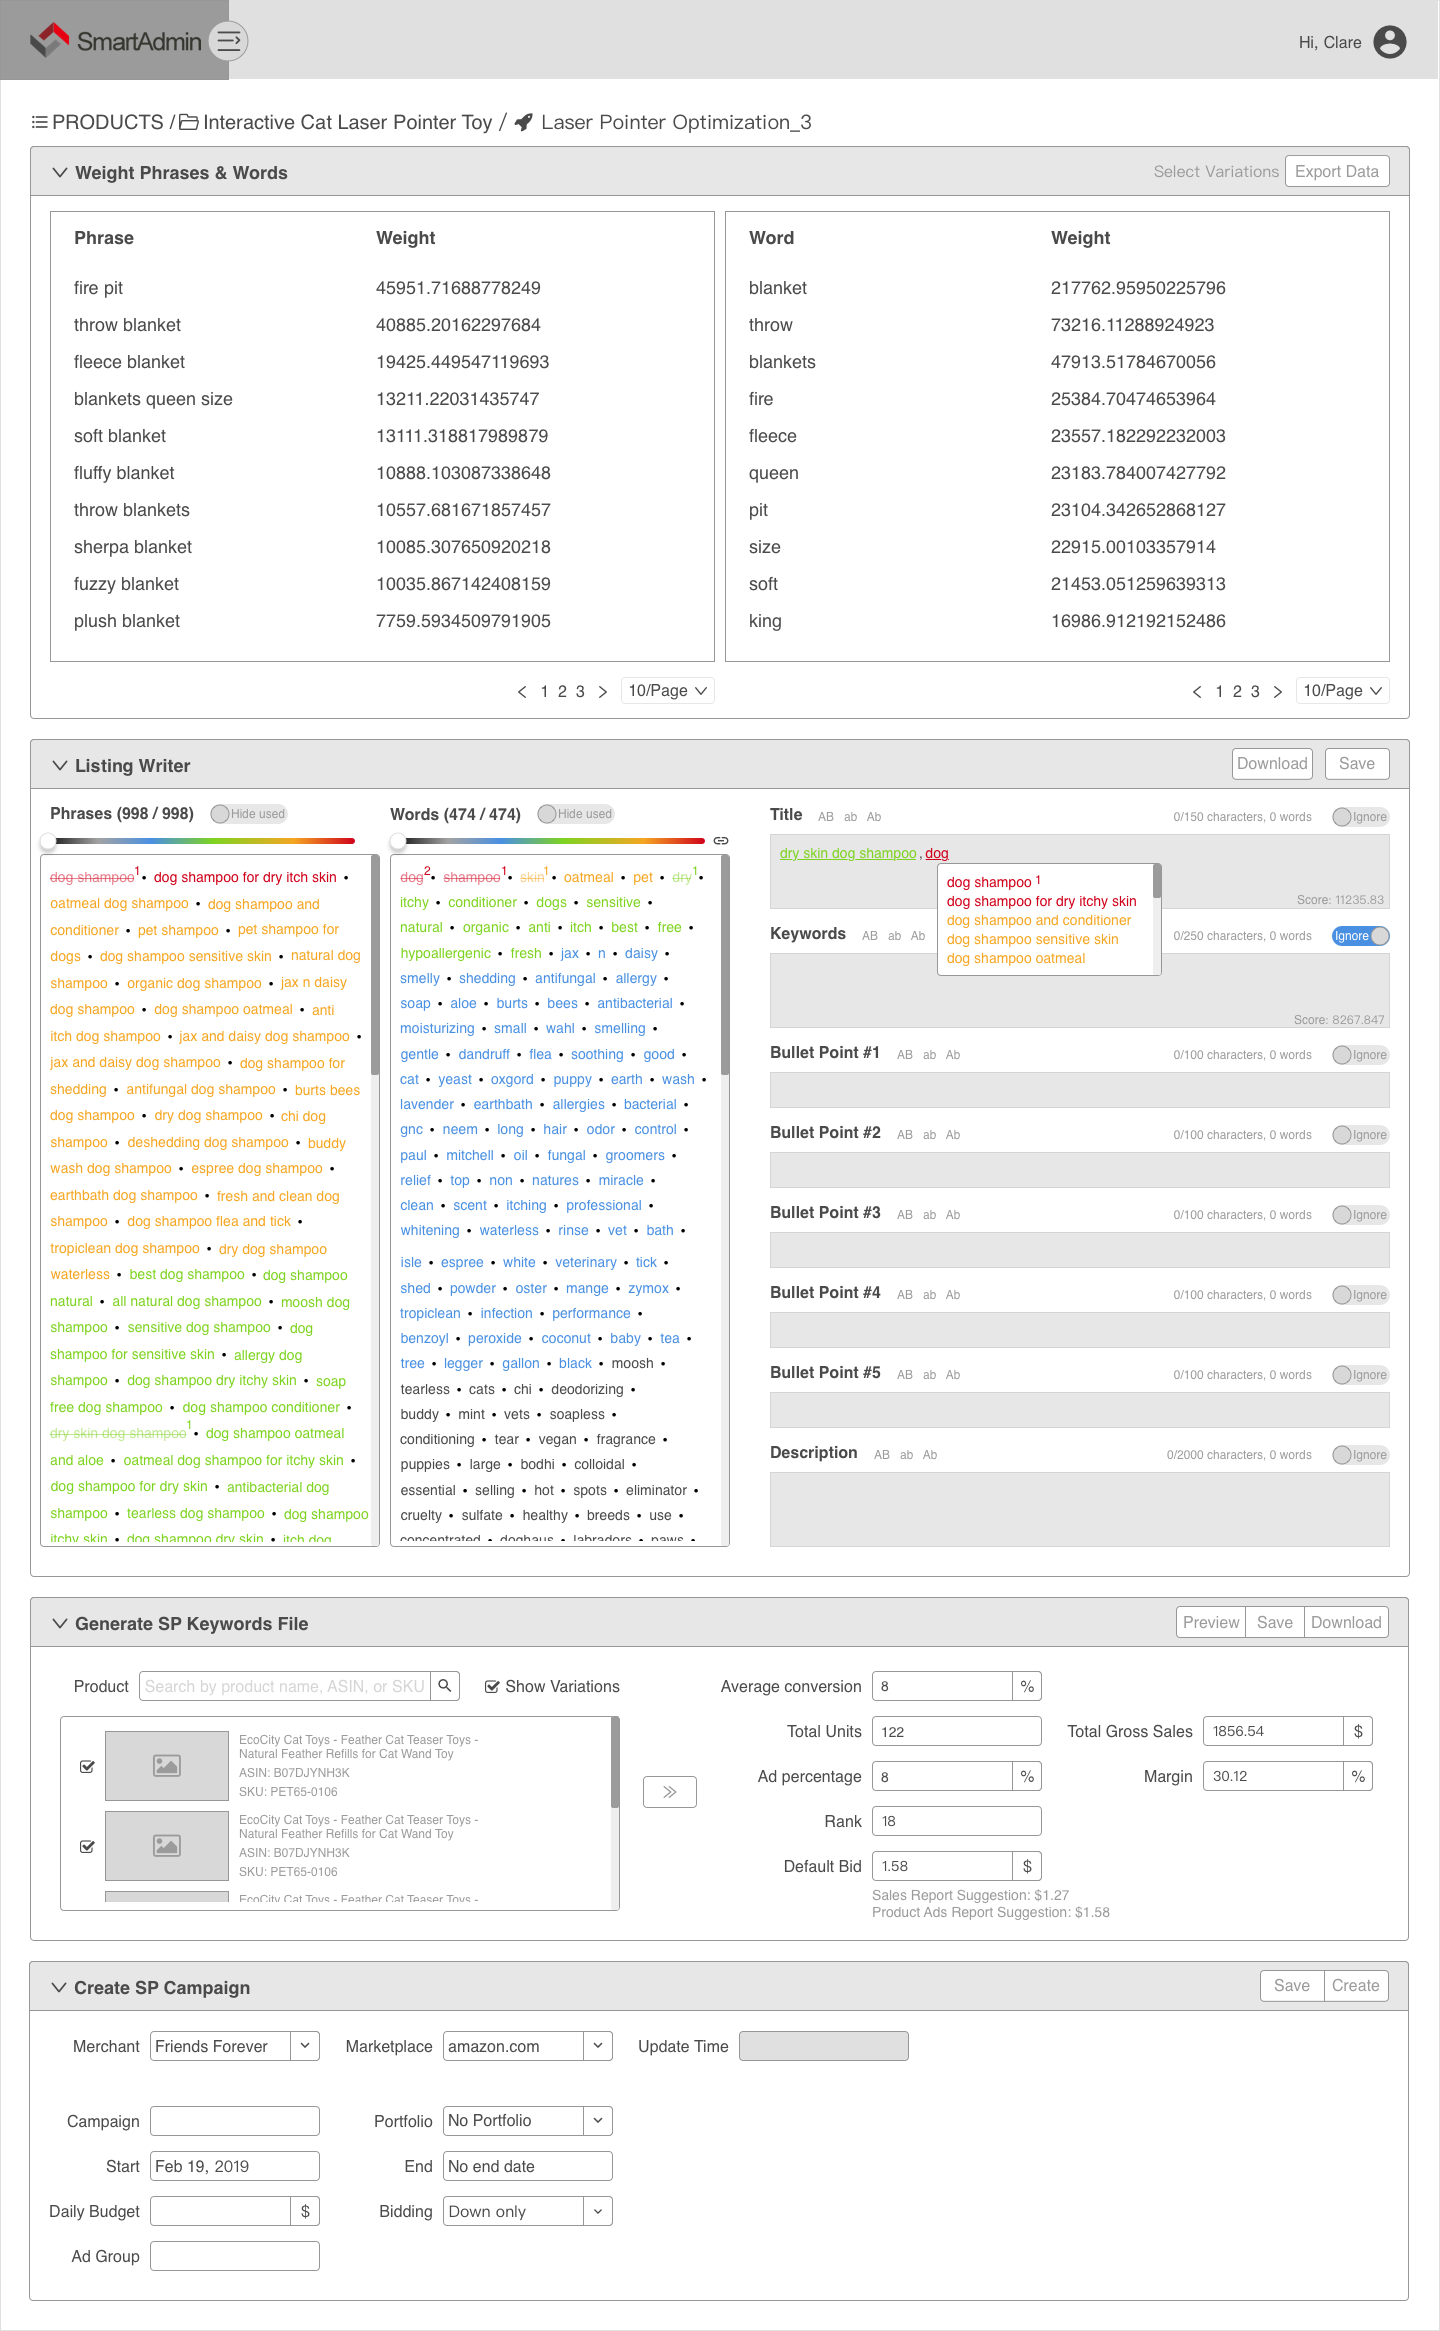 SmartAdmin
Hi, Clare
PRODUCTS / Interactive Cat Laser Pointer Toy / Laser Pointer Optimization_3
Weight Phrases & Words
Select Variations Export Data
Phrase Weight
fire pit 45951.71688778249
throw blanket 40885.20162297684
fleece blanket 19425.449547119693
blankets queen size 13211.22031435747
soft blanket 13111.318817989879
fluffy blanket 10888.103087338648
throw blankets 10557.681671857457
sherpa blanket 10085.307650920218
fuzzy blanket 10035.867142408159
plush blanket 7759.5934509791905
< 1 2 3 > 10/Page
Word Weight
blanket 217762.95950225796
throw 73216.11288924923
blankets 47913.51784670056
fire 25384.70474653964
fleece 23557.182292232003
queen 23183.784007427792
pit 23104.342652868127
size 22915.00103357914
soft 21453.051259639313
king 16986.912192152486
< 1 2 3 > 10/Page
Listing Writer
Download Save
Phrases (998 / 998) Hide used
dog shampoo1 • dog shampoo for dry itch skin •
oatmeal dog shampoo • dog shampoo and
conditioner • pet shampoo • pet shampoo for
dogs • dog shampoo sensitive skin • natural dog
shampoo • organic dog shampoo • jax n daisy
dog shampoo • dog shampoo oatmeal • anti
itch dog shampoo • jax and daisy dog shampoo •
jax and daisy dog shampoo • dog shampoo for
shedding • antifungal dog shampoo • burts bees
dog shampoo • dry dog shampoo • chi dog
shampoo • deshedding dog shampoo • buddy
wash dog shampoo • espree dog shampoo •
earthbath dog shampoo • fresh and clean dog
shampoo • dog shampoo flea and tick •
tropiclean dog shampoo • dry dog shampoo
waterless • best dog shampoo • dog shampoo
natural • all natural dog shampoo • moosh dog
shampoo • sensitive dog shampoo • dog
shampoo for sensitive skin • allergy dog
shampoo • dog shampoo dry itchy skin • soap
free dog shampoo • dog shampoo conditioner •
dry skin dog shampoo1 • dog shampoo oatmeal
and aloe • oatmeal dog shampoo for itchy skin •
dog shampoo for dry skin • antibacterial dog
shampoo • tearless dog shampoo • dog shampoo
itchy skin • dog shampoo dry skin • itch dog
Words (474 / 474) Hide used
dog2 • shampoo1 • skin1 • oatmeal • pet • dry1 •
itchy • conditioner • dogs • sensitive •
natural • organic • anti • itch • best • free •
hypoallergenic • fresh • jax • n • daisy •
smelly • shedding • antifungal • allergy •
soap • aloe • burts • bees • antibacterial •
moisturizing • small • wahl • smelling •
gentle • dandruff • flea • soothing • good •
cat • yeast • oxgord • puppy • earth • wash •
lavender • earthbath • allergies • bacterial •
gnc • neem • long • hair • odor • control •
paul • mitchell • oil • fungal • groomers •
relief • top • non • natures • miracle •
clean • scent • itching • professional •
whitening • waterless • rinse • vet • bath •
isle • espree • white • veterinary • tick •
shed • powder • oster • mange • zymox •
tropiclean • infection • performance •
benzoyl • peroxide • coconut • baby • tea •
tree • legger • gallon • black • moosh •
tearless • cats • chi • deodorizing •
buddy • mint • vets • soapless •
conditioning • tear • vegan • fragrance •
puppies • large • bodhi • colloidal •
essential • selling • hot • spots • eliminator •
cruelty • sulfate • healthy • breeds • use •
concentrated • doghaus • labradors • paws •
Title AB ab Ab 0/150 characters, 0 words Ignore
dry skin dog shampoo , dog
dog shampoo 1
dog shampoo for dry itchy skin
dog shampoo and conditioner
dog shampoo sensitive skin
dog shampoo oatmeal
Score: 11235.83
Keywords AB ab Ab 0/250 characters, 0 words Ignore
Score: 8267.847
Bullet Point #1 AB ab Ab 0/100 characters, 0 words Ignore
Bullet Point #2 AB ab Ab 0/100 characters, 0 words Ignore
Bullet Point #3 AB ab Ab 0/100 characters, 0 words Ignore
Bullet Point #4 AB ab Ab 0/100 characters, 0 words Ignore
Bullet Point #5 AB ab Ab 0/100 characters, 0 words Ignore
Description AB ab Ab 0/2000 characters, 0 words Ignore
Generate SP Keywords File
Preview Save Download
Product Search by product name, ASIN, or SKU Show Variations
EcoCity Cat Toys - Feather Cat Teaser Toys -
Natural Feather Refills for Cat Wand Toy
ASIN: B07DJYNH3K
SKU: PET65-0106
EcoCity Cat Toys - Feather Cat Teaser Toys -
Natural Feather Refills for Cat Wand Toy
ASIN: B07DJYNH3K
SKU: PET65-0106
EcoCity Cat Toys - Feather Cat Teaser Toys -
Average conversion 8 %
Total Units 122 Total Gross Sales 1856.54 $
Ad percentage 8 % Margin 30.12 %
Rank 18
Default Bid 1.58 $
Sales Report Suggestion: $1.27
Product Ads Report Suggestion: $1.58
Create SP Campaign
Save Create
Merchant Friends Forever Marketplace amazon.com Update Time
Campaign Portfolio No Portfolio
Start Feb 19, 2019 End No end date
Daily Budget $ Bidding Down only
Ad Group